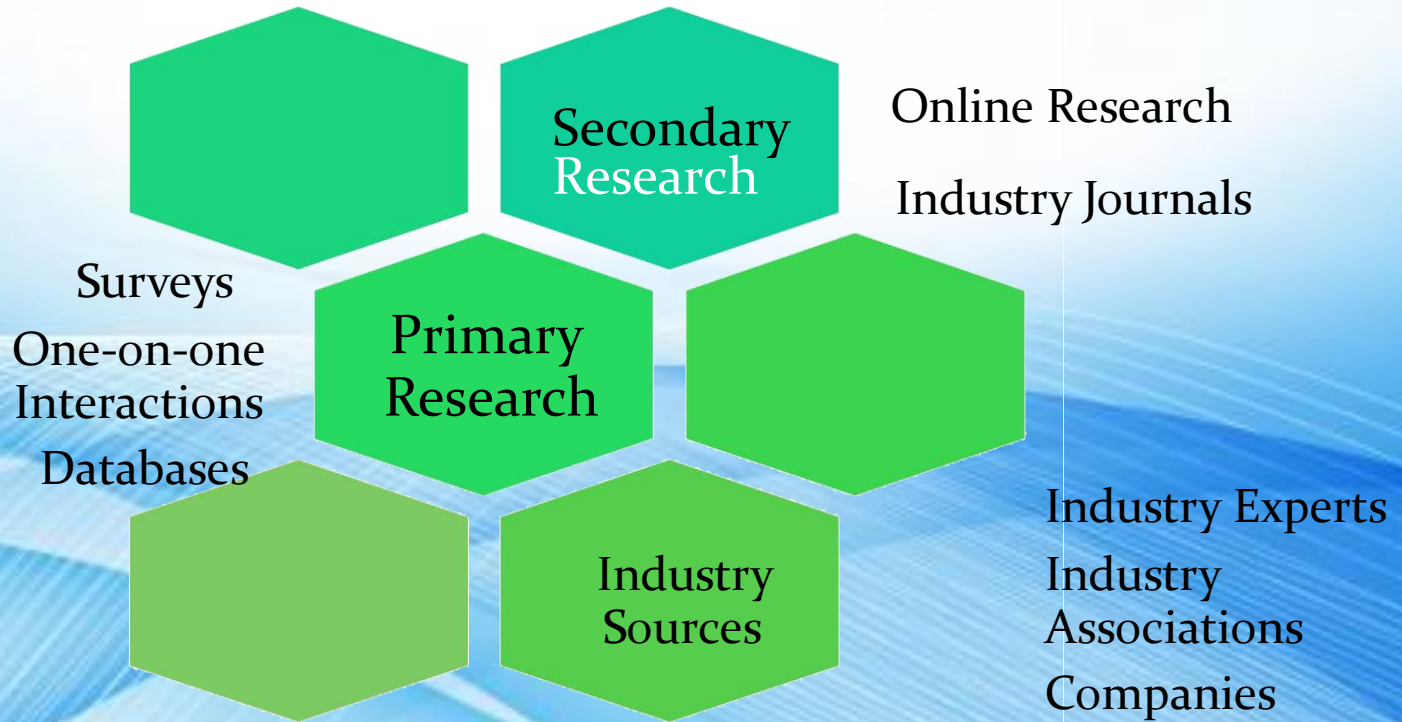 Secondary
Research
Online Research
Industry Journals
Surveys
One-on-one
Interactions
Databases
Primary
Research
Industry
Sources
Industry Experts
Industry
Associations
Companies